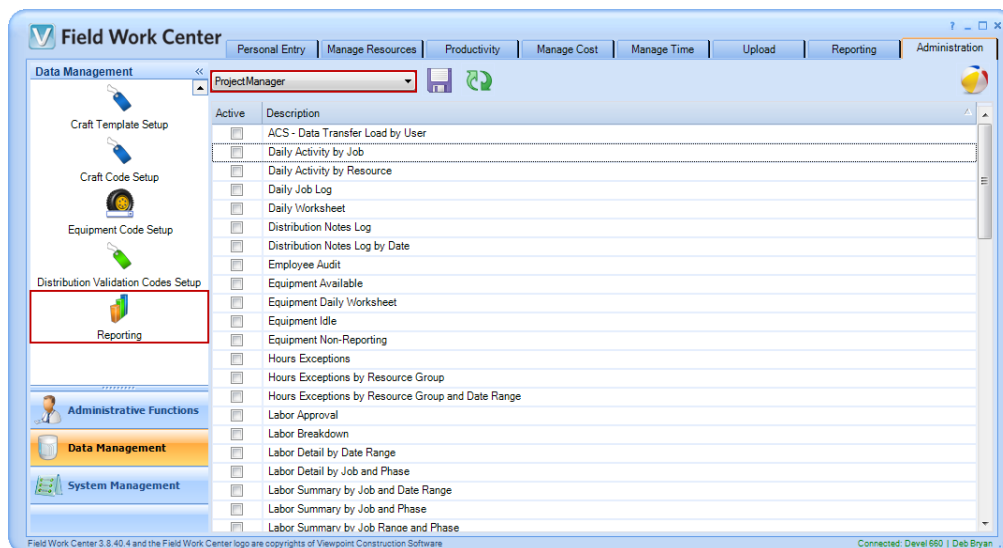 Field Work Center
? _ □ x
Personal Entry
Manage Resources
Productivity
Manage Cost
Manage Time
Upload
Reporting
Administration
Data Management «
Craft Template Setup
Craft Code Setup
Equipment Code Setup
Distribution Validation Codes Setup
Reporting
Administrative Functions
Data Management
System Management
ProjectManager
Active Description
ACS - Data Transfer Load by User
Daily Activity by Job
Daily Activity by Resource
Daily Job Log
Daily Worksheet
Distribution Notes Log
Distribution Notes Log by Date
Employee Audit
Equipment Available
Equipment Daily Worksheet
Equipment Idle
Equipment Non-Reporting
Hours Exceptions
Hours Exceptions by Resource Group
Hours Exceptions by Resource Group and Date Range
Labor Approval
Labor Breakdown
Labor Detail by Date Range
Labor Detail by Job and Phase
Labor Summary by Job and Date Range
Labor Summary by Job and Phase
Labor Summary by Job Range and Phase
Field Work Center 3.8.40.4 and the Field Work Center logo are copyrights of Viewpoint Construction Software
Connected: Devel 660 | Deb Bryan